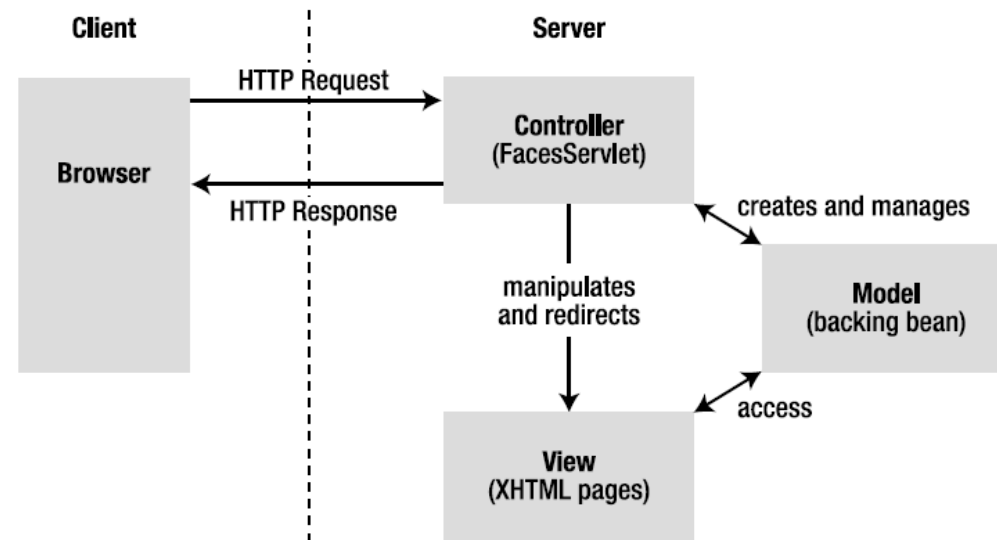 Client
Server
HTTP Request
Controller
(FacesServlet)
Browser
HTTP Response
creates and manages
manipulates
and redirects
Model
(backing bean)
access
View
(XHTML pages)